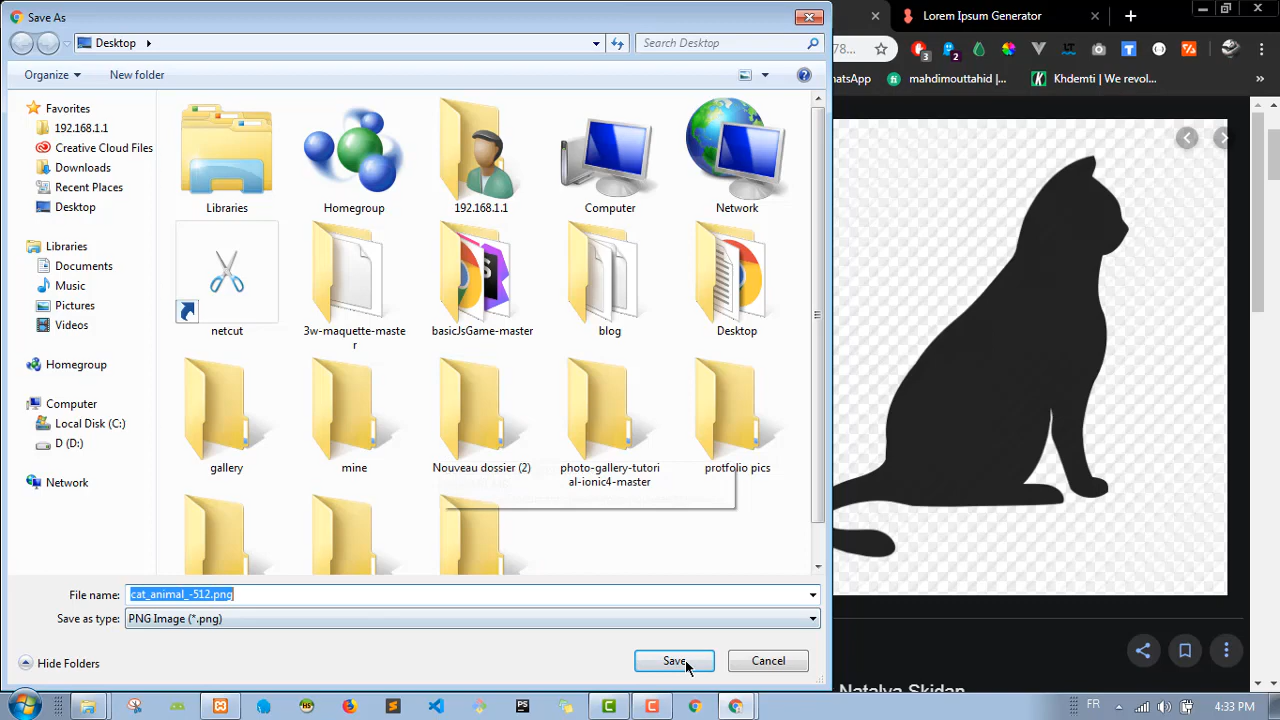 Save As
Lorem Ipsum Generator
Desktop
Search Desktop
78...
3
2
Organize
New folder
hatsApp
mahdimouttahid |...
Khdemti | We revol...
Favorites
192.168.1.1
Creative Cloud Files
Downloads
Recent Places
Desktop
Libraries
Documents
Music
Pictures
Videos
Homegroup
Computer
Local Disk (C:)
D (D:)
Network
Libraries
Homegroup
192.168.1.1
Computer
Network
netcut
3w-maquette-maste
r
basicJsGame-master
blog
Desktop
gallery
mine
Nouveau dossier (2)
photo-gallery-tutori
al-ionic4-master
protfolio pics
File name:
cat_animal_-512.png
Save as type:
PNG Image (*.png)
Hide Folders
Save
Cancel
Natalya Skidan
FR
4:33 PM